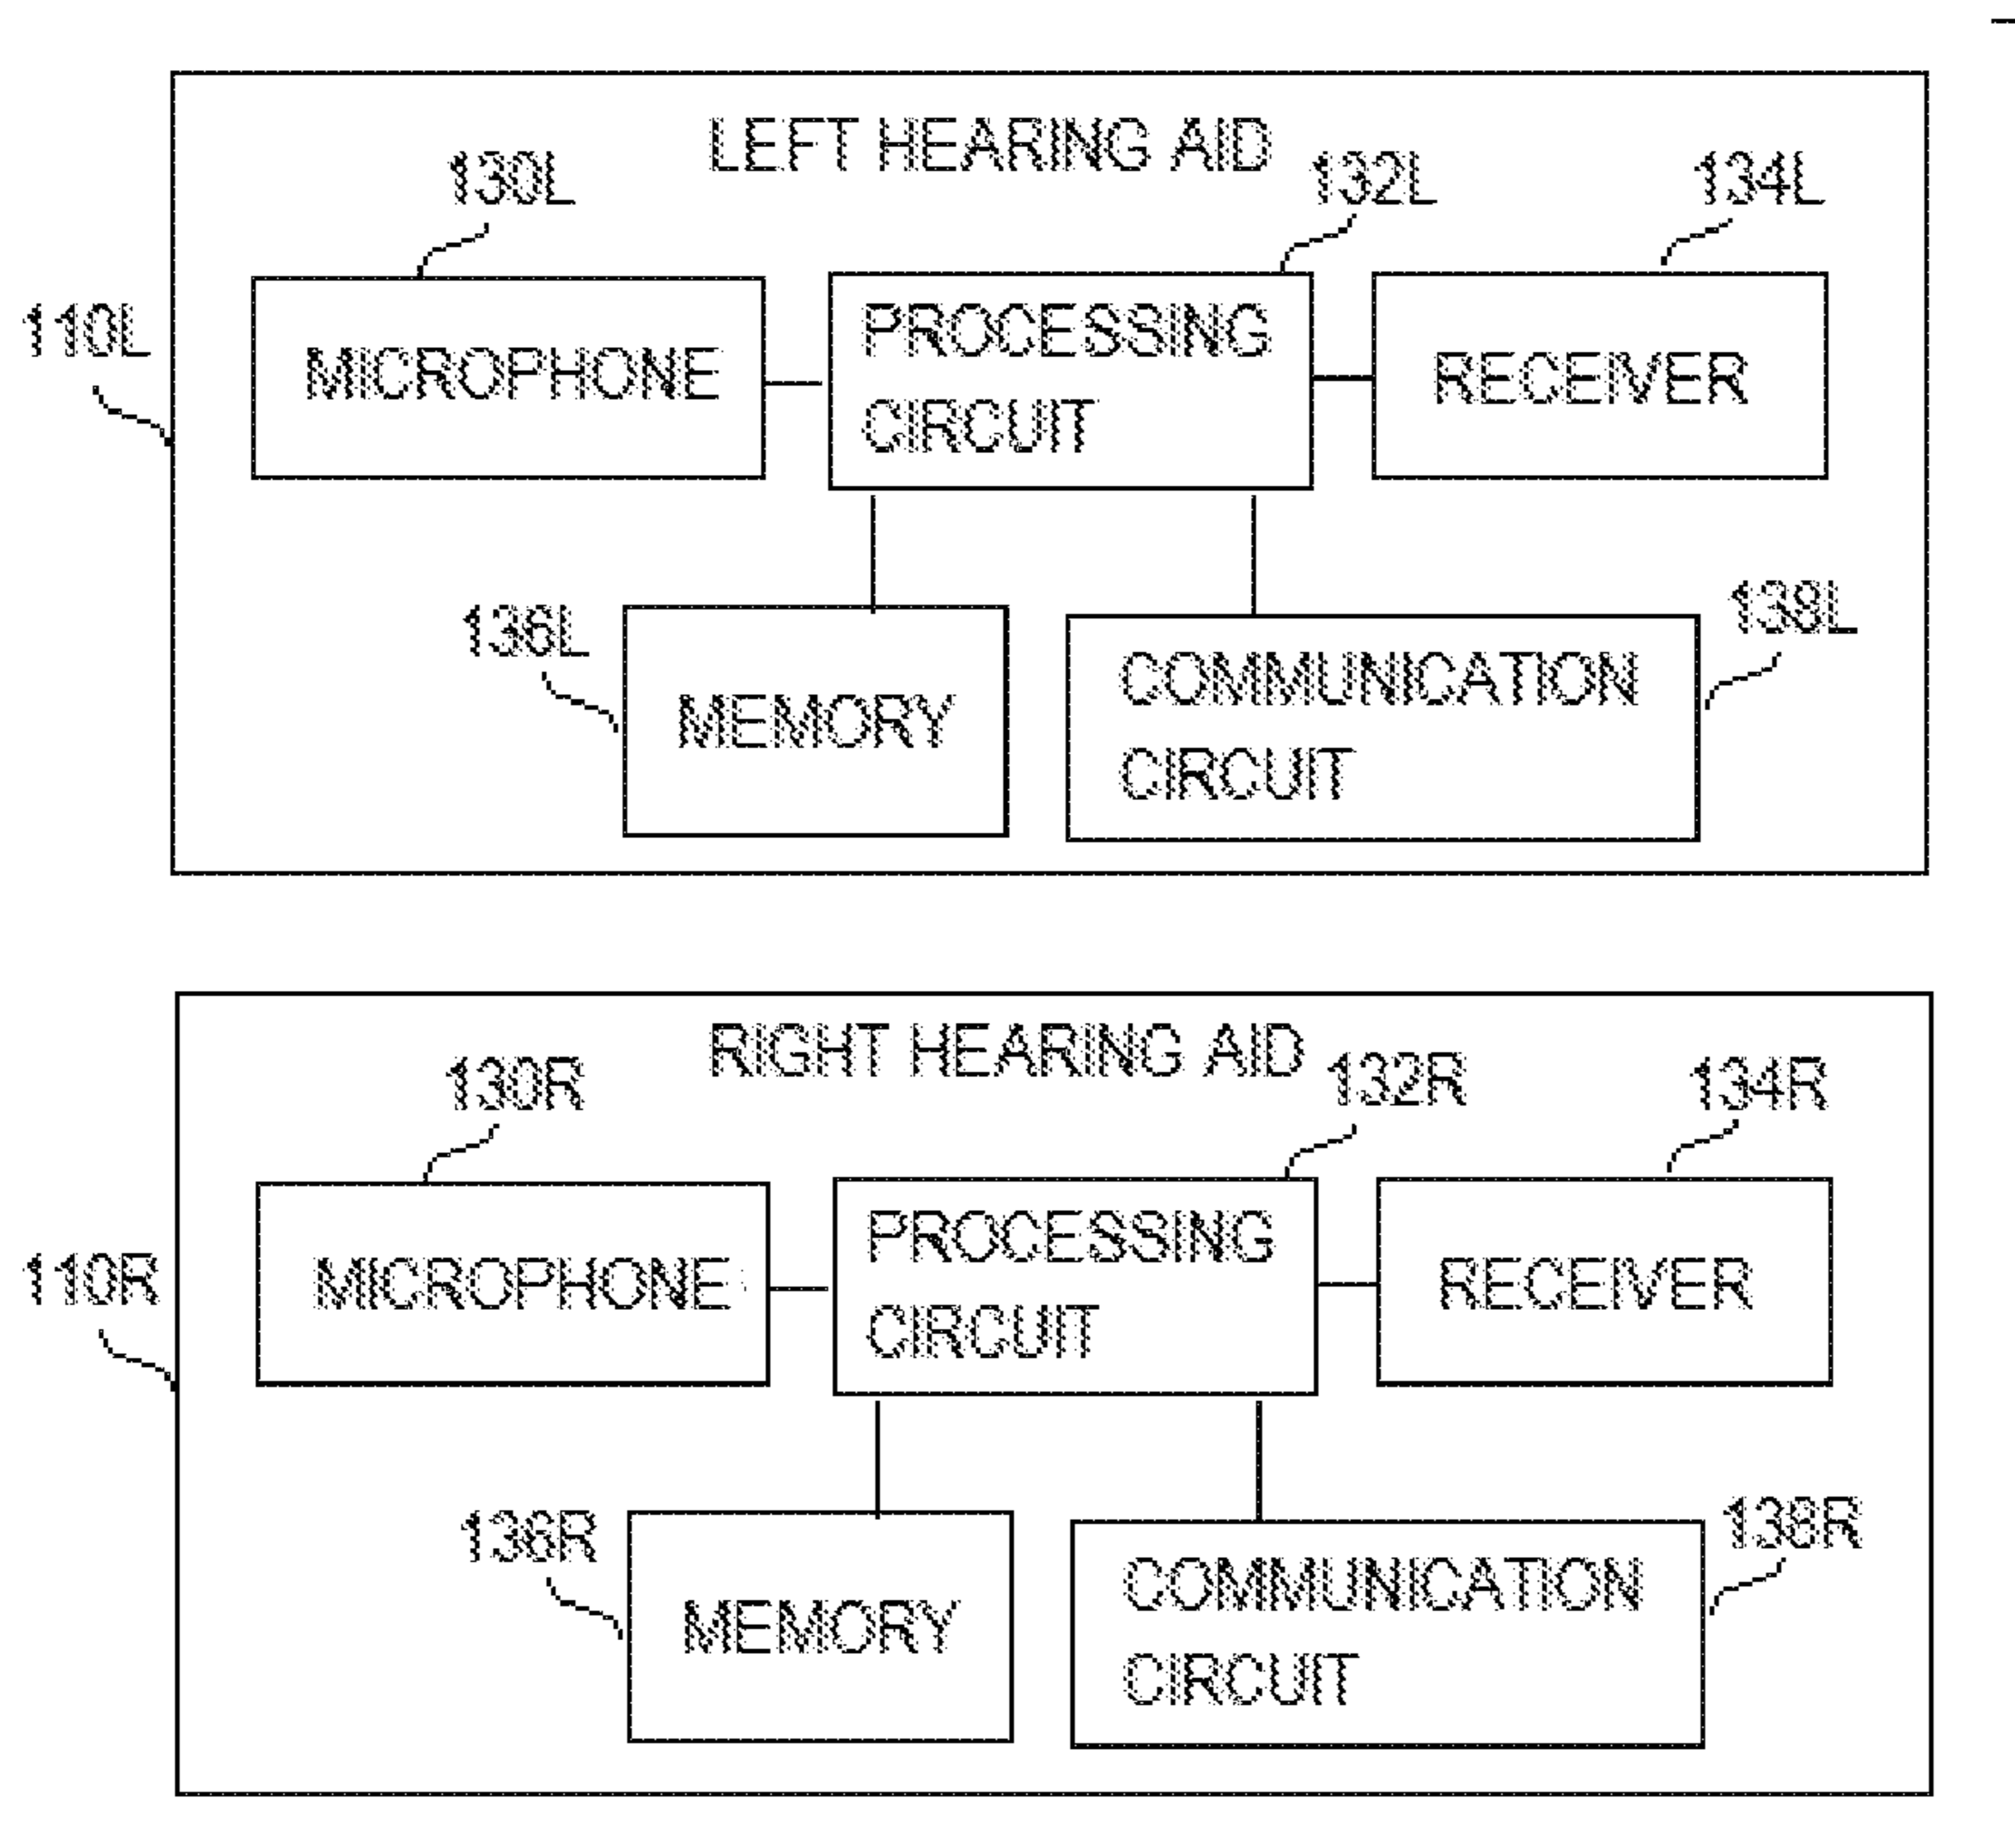 LEFT HEARING AID
130L
132L
134L
110L
MICROPHONE
PROCESSING
CIRCUIT
RECEIVER
136L
138L
MEMORY
COMMUNICATION
CIRCUIT
RIGHT HEARING AID
130R
132R
134R
110R
MICROPHONE
PROCESSING
CIRCUIT
RECEIVER
136R
138R
MEMORY
COMMUNICATION
CIRCUIT